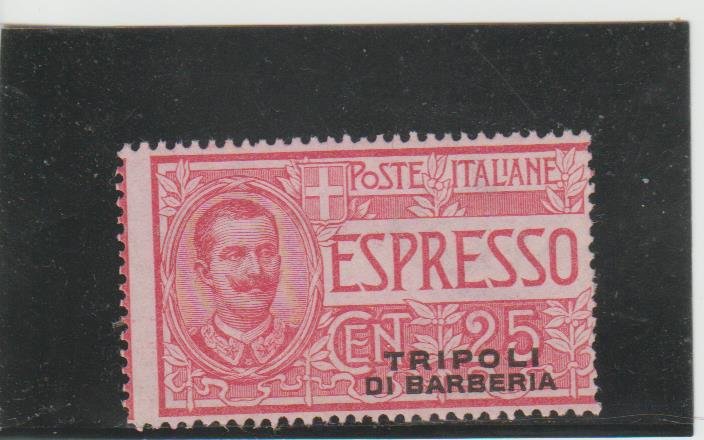 POSTE ITALIANE
ESPRESSO
CENT 25
TRIPOLI
DI BARBERIA